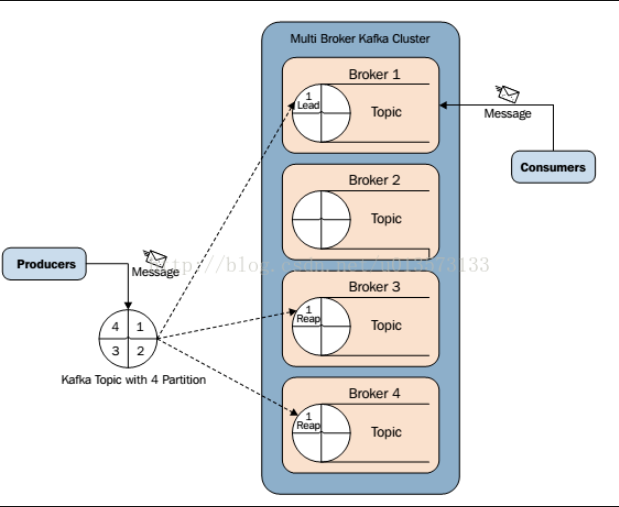 Multi Broker Kafka Cluster
Broker 1
1
Lead
Topic
Message
Consumers
Broker 2
Topic
Producers
Message
Broker 3
1
Reap
Topic
4 1
3 2
Kafka Topic with 4 Partition
Broker 4
1
Reap
Topic